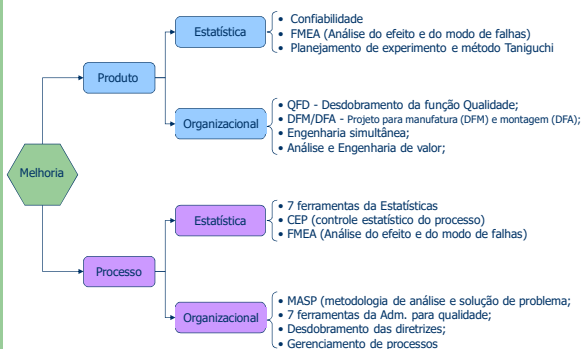 Melhoria
Produto
Estatística
• Confiabilidade
• FMEA (Análise do efeito e do modo de falhas)
• Planejamento de experimento e método Taniguchi
Organizacional
• QFD - Desdobramento da função Qualidade;
• DFM/DFA - Projeto para manufatura (DFM) e montagem (DFA);
• Engenharia simultânea;
• Análise e Engenharia de valor;
Processo
Estatística
• 7 ferramentas da Estatísticas
• CEP (controle estatístico do processo)
• FMEA (Análise do efeito e do modo de falhas)
Organizacional
• MASP (metodologia de análise e solução de problema;
• 7 ferramentas da Adm. para qualidade;
• Desdobramento das diretrizes;
• Gerenciamento de processos